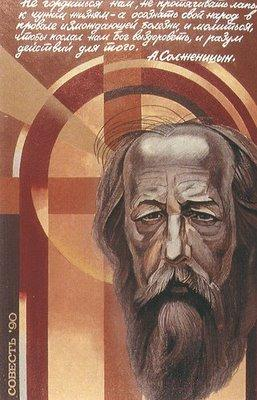 Не гордиться нам, не протягивать лапы
к чужим жизням – а осознать свой народ в
провале измождающей болезни, и молиться,
чтобы послал нам Бог выздороветь, и разум
действий для того.
А. Солженицын.
СОВЕСТЬ '90